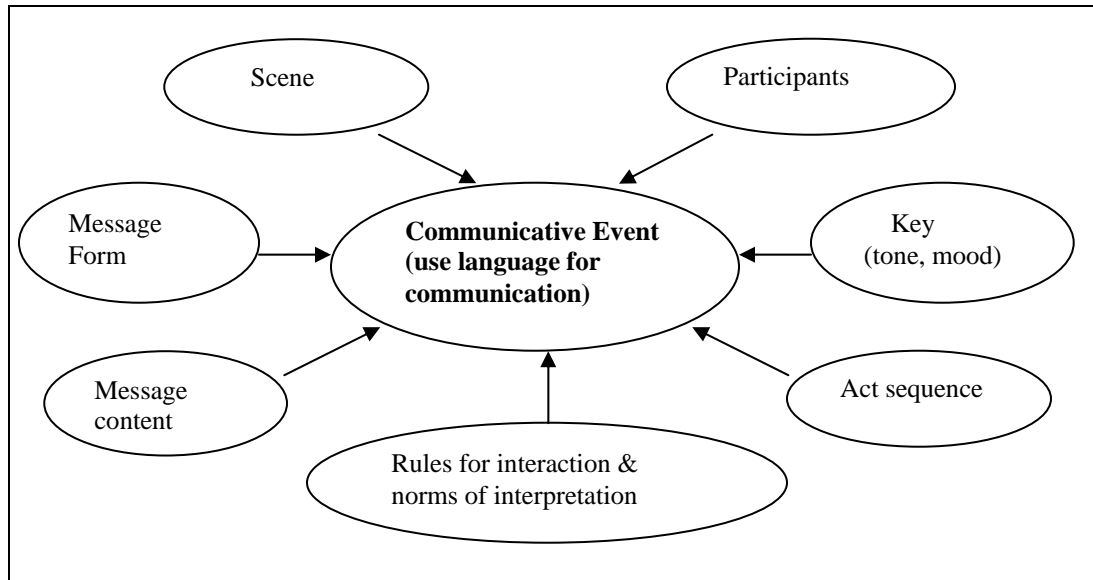 Scene
Participants
Message
Form
Communicative Event
(use language for
communication)
Key
(tone, mood)
Message
content
Act sequence
Rules for interaction &
norms of interpretation